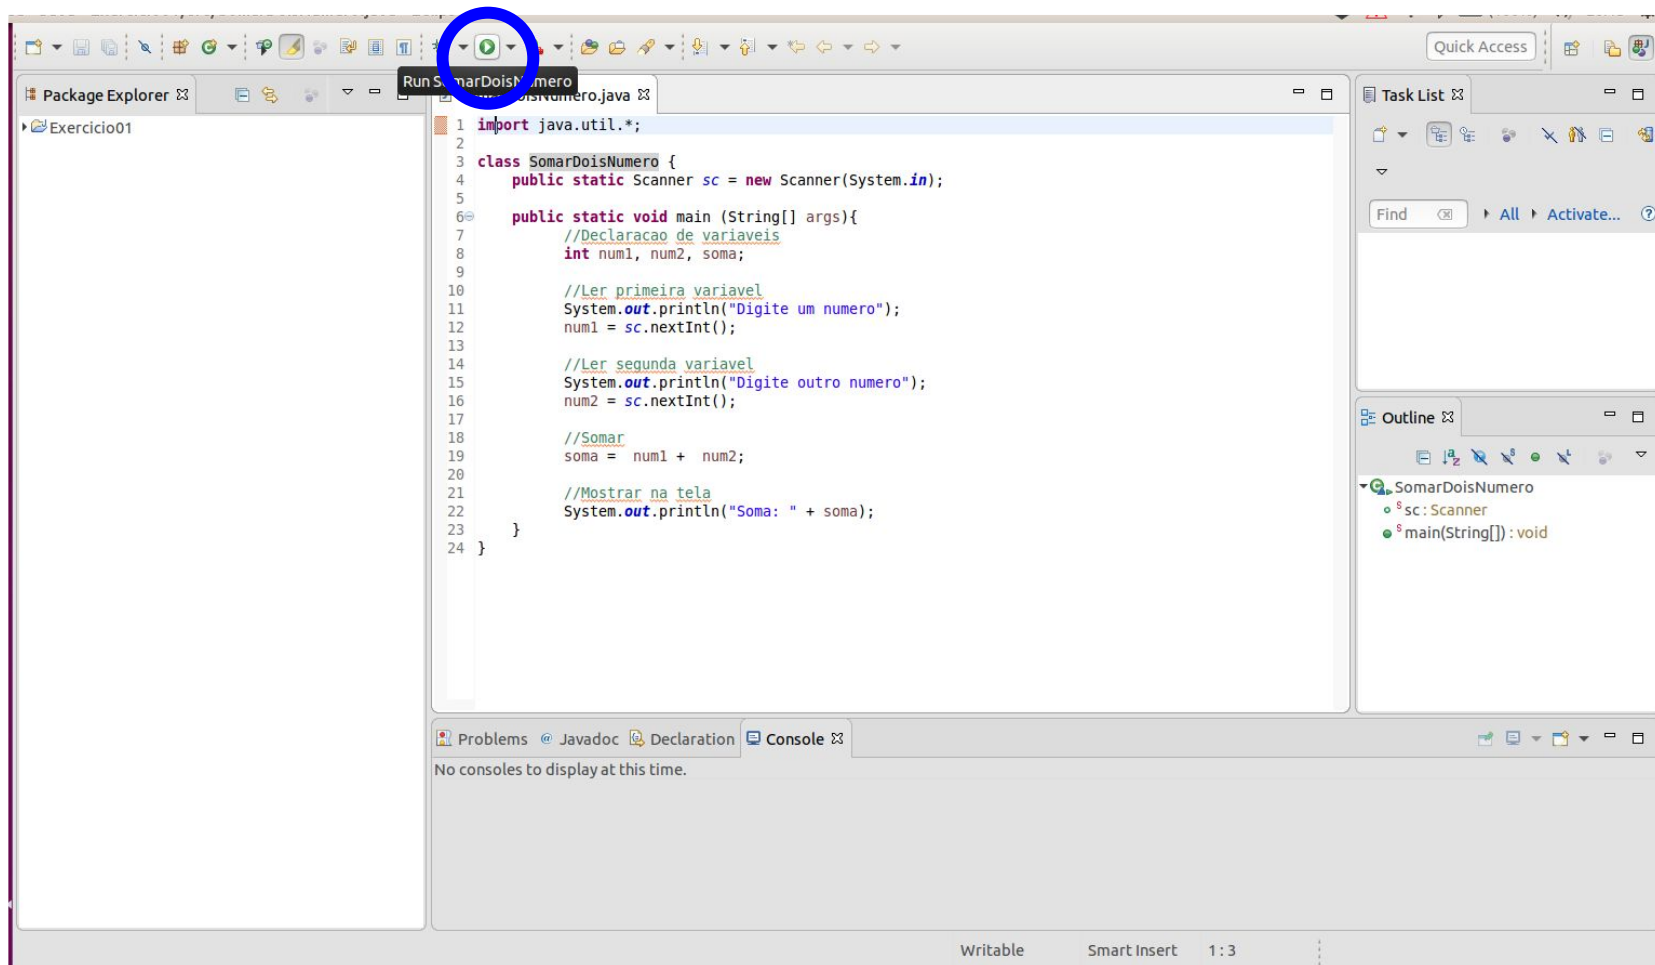 Quick Access
Run SomarDoisNumero
Package Explorer
.java
Task List
Exercicio01
1 import java.util.*;
2
3 class SomarDoisNumero {
4 public static Scanner sc = new Scanner(System.in);
5
6 public static void main (String[] args){
7 //Declaracao de variaveis
8 int num1, num2, soma;
9
10 //Ler primeira variavel
11 System.out.println("Digite um numero");
12 num1 = sc.nextInt();
13
14 //Ler segunda variavel
15 System.out.println("Digite outro numero");
16 num2 = sc.nextInt();
17
18 //Somar
19 soma = num1 + num2;
20
21 //Mostrar na tela
22 System.out.println("Soma: " + soma);
23 }
24 }
Find All Activate...
Outline
SomarDoisNumero
S sc : Scanner
S main(String[]) : void
Problems @ Javadoc Declaration Console
No consoles to display at this time.
Writable Smart Insert 1 : 3